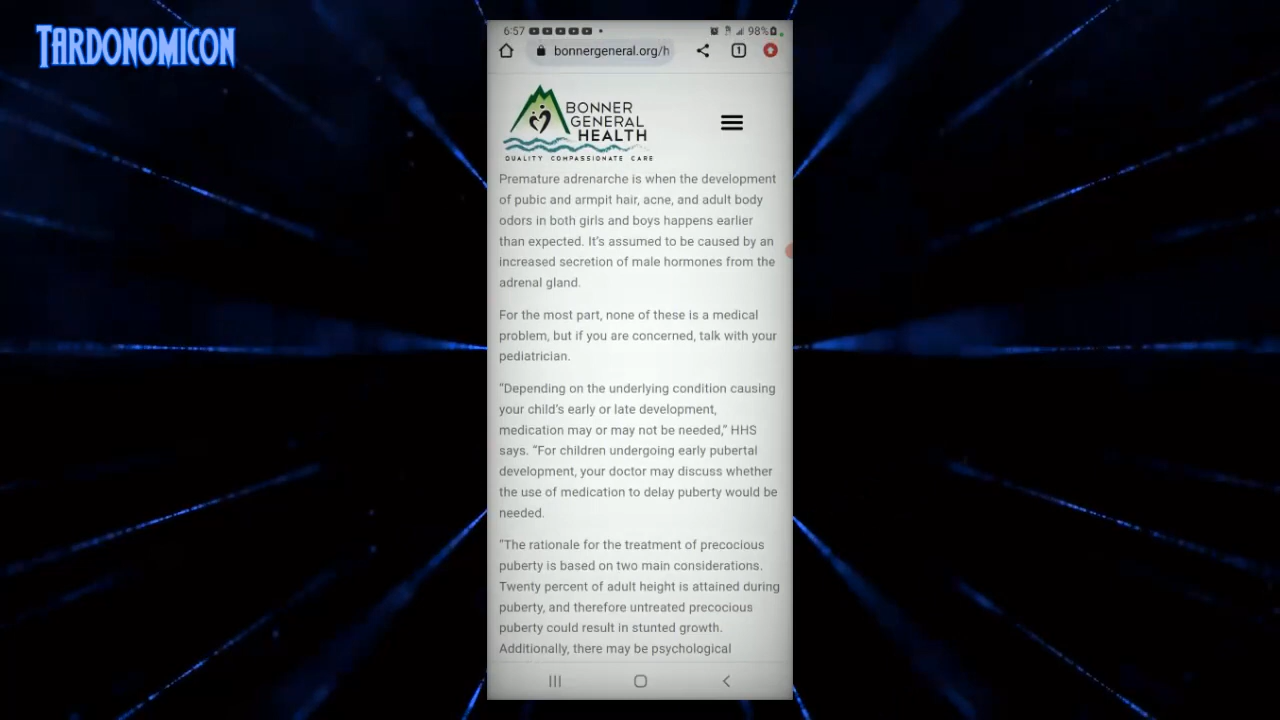 TARDONOMICON
6:57
98%
bonnergeneral.org/h
1
BONNER
GENERAL
HEALTH
QUALITY COMPASSIONATE CARE
Premature adrenarche is when the development
of pubic and armpit hair, acne, and adult body
odors in both girls and boys happens earlier
than expected. It's assumed to be caused by an
increased secretion of male hormones from the
adrenal gland.
For the most part, none of these is a medical
problem, but if you are concerned, talk with your
pediatrician.
“Depending on the underlying condition causing
your child's early or late development,
medication may or may not be needed,” HHS
says. “For children undergoing early pubertal
development, your doctor may discuss whether
the use of medication to delay puberty would be
needed.
“The rationale for the treatment of precocious
puberty is based on two main considerations.
Twenty percent of adult height is attained during
puberty, and therefore untreated precocious
puberty could result in stunted growth.
Additionally, there may be psychological